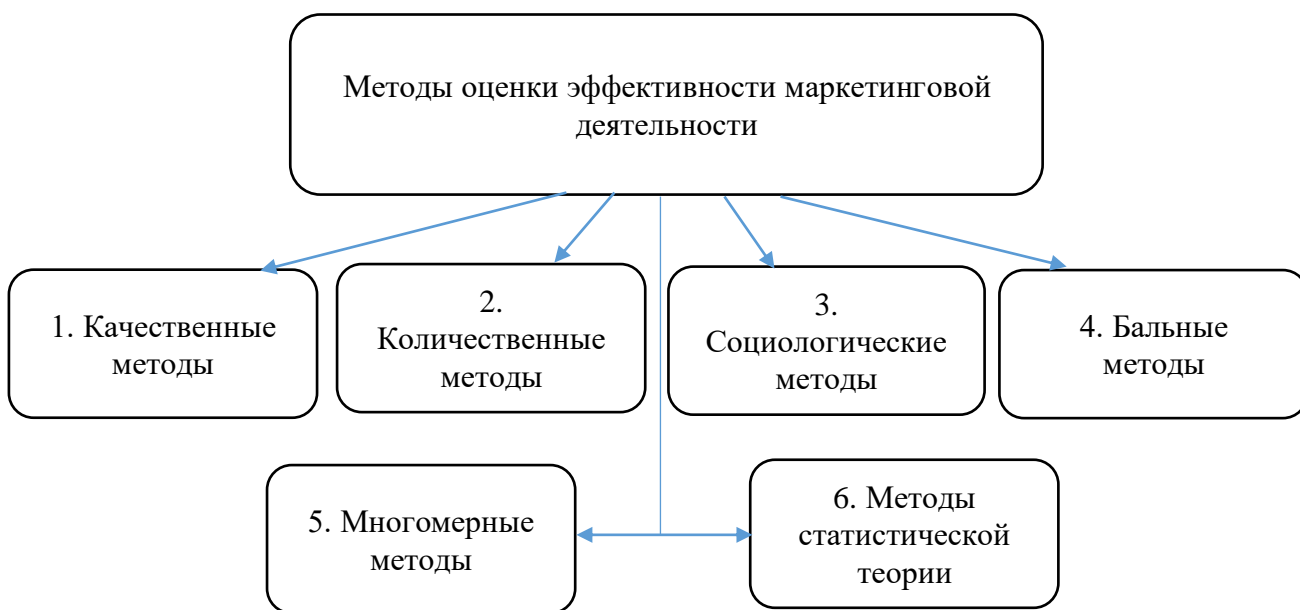 Методы оценки эффективности маркетинговой
деятельности
1. Качественные
методы
2.
Количественные
методы
3.
Социологические
методы
4. Бальные
методы
5. Многомерные
методы
6. Методы
статистической
теории